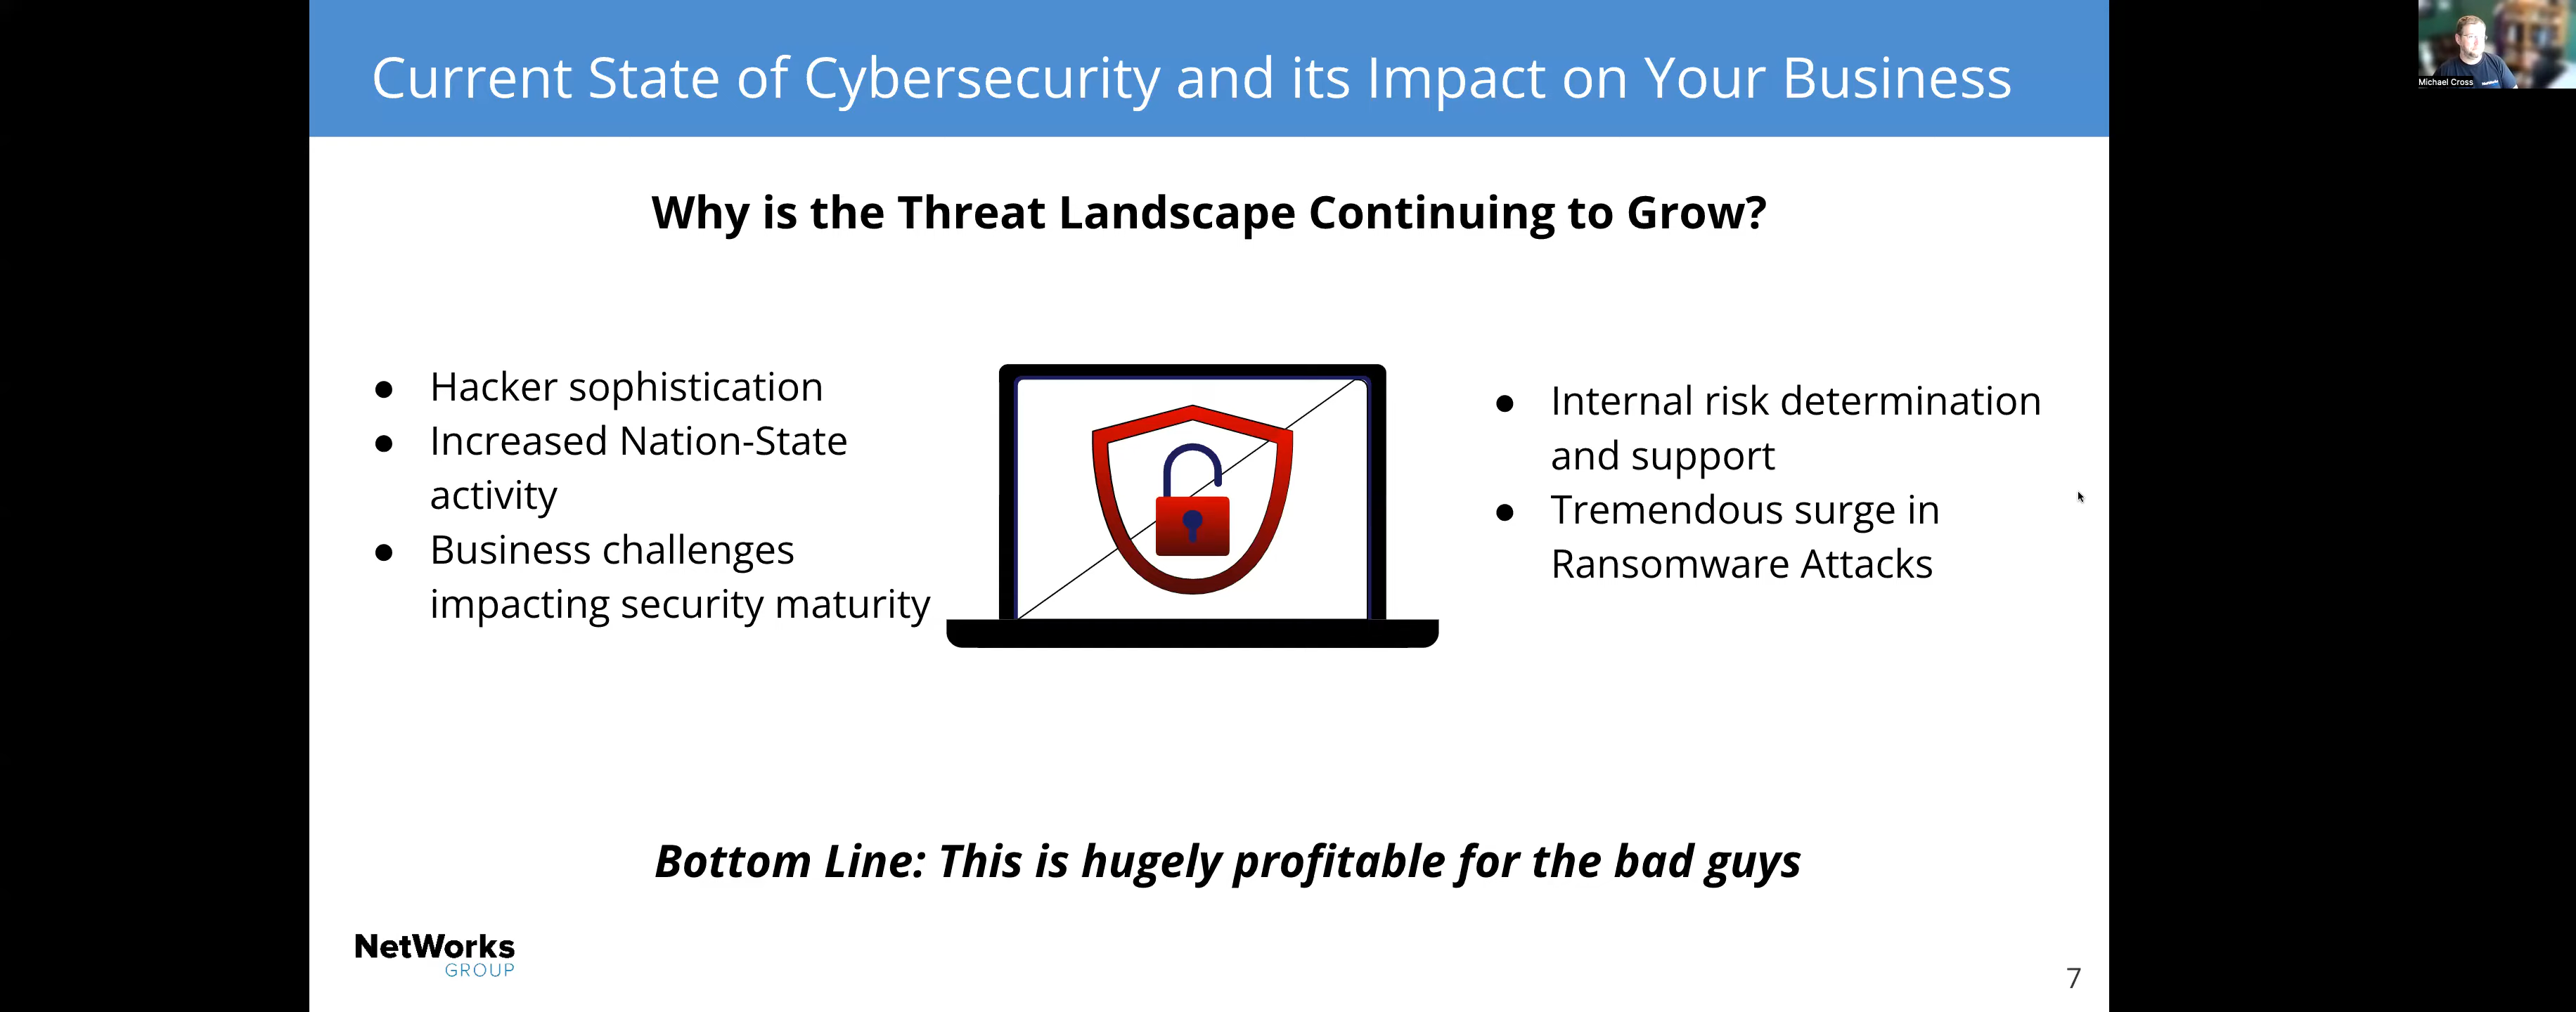 Current State of Cybersecurity and its Impact on Your Business
Michael Cross
Why is the Threat Landscape Continuing to Grow?
● Hacker sophistication
● Increased Nation-State
activity
● Business challenges
impacting security maturity
● Internal risk determination
and support
● Tremendous surge in
Ransomware Attacks
Bottom Line: This is hugely profitable for the bad guys
NetWorks
GROUP
7